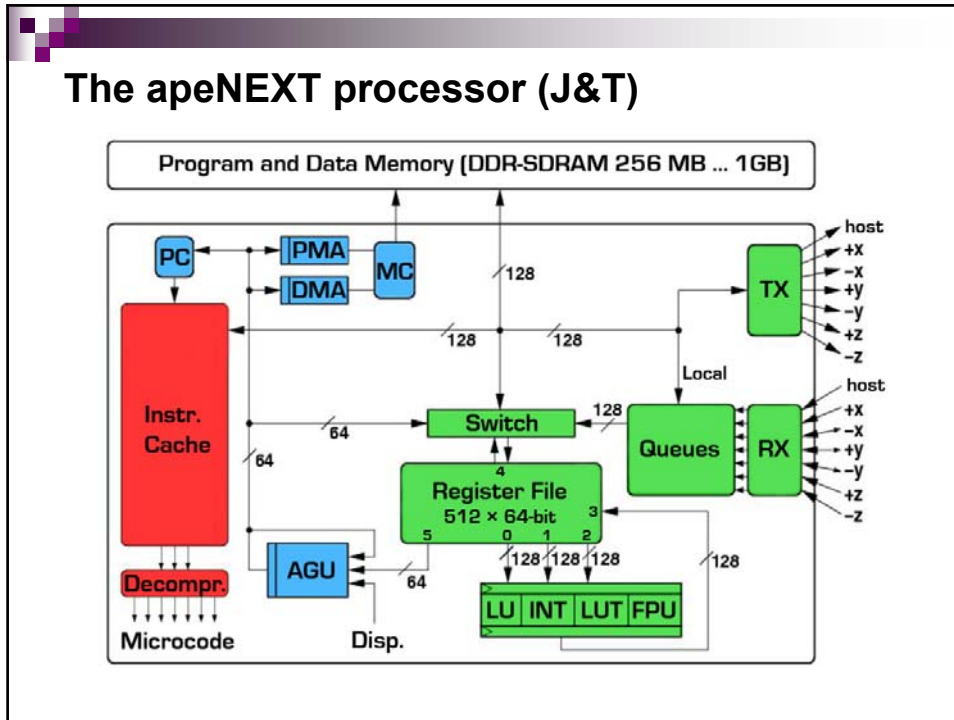 The apeNEXT processor (J&T)
Program and Data Memory (DDR-SDRAM 256 MB ... 1GB)
PC
PMA
DMA
MC
128
TX
host
+x
−x
+y
−y
+z
−z
128
128
Local
Instr.
Cache
64
64
Switch
128
Queues
RX
host
+x
−x
+y
−y
+z
−z
4
Register File
512 × 64-bit
3
5
0
1
2
128
128
128
128
AGU
64
Decompr.
LU
INT
LUT
FPU
Microcode
Disp.